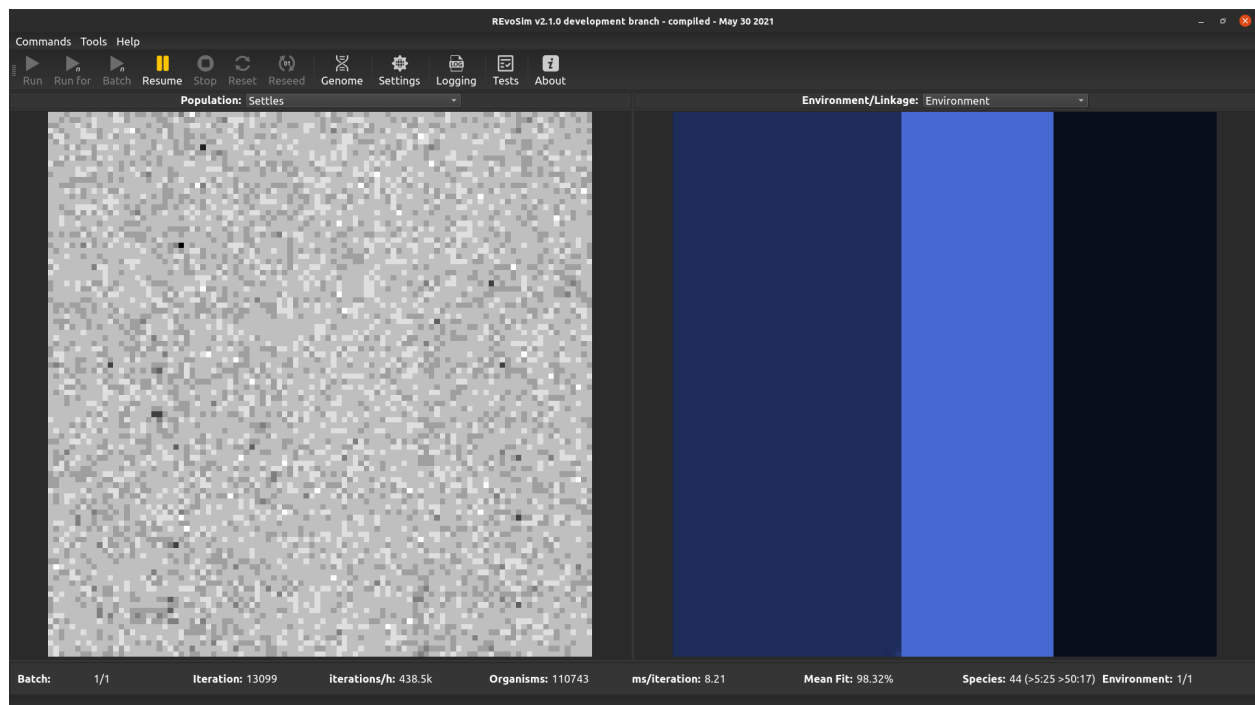 REvoSim v2.1.0 development branch - compiled - May 30 2021
Commands Tools Help
Run Run for Batch Resume Stop Reset Reseed Genome Settings Logging Tests About
Population: Settles Environment/Linkage: Environment
Batch: 1/1 Iteration: 13099 iterations/h: 438.5k Organisms: 110743 ms/iteration: 8.21 Mean Fit: 98.32% Species: 44 (>5:25 >50:17) Environment: 1/1